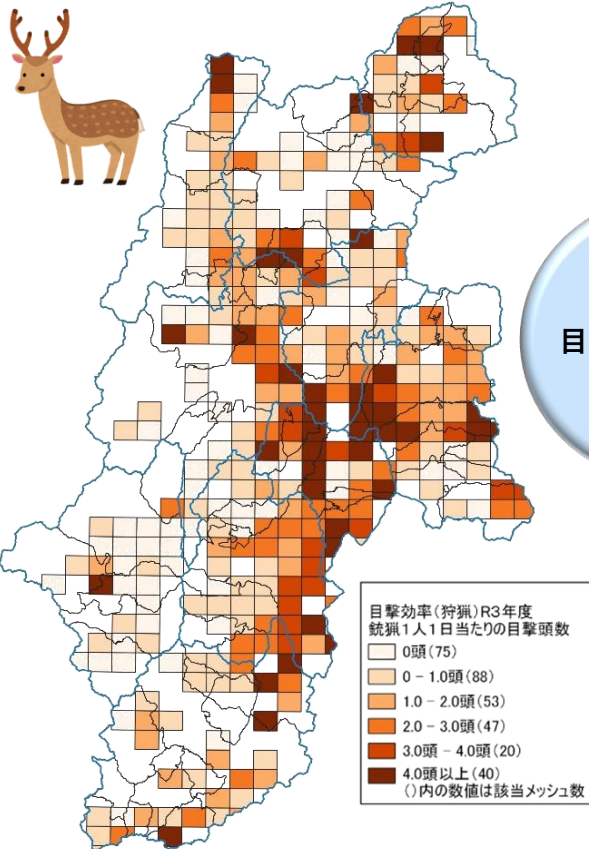 目
目撃効率(狩猟)R3年度
銃猟1人1日当たりの目撃頭数
0頭(75)
0 – 1.0頭(88)
1.0 – 2.0頭(53)
2.0 – 3.0頭(47)
3.0頭 – 4.0頭(20)
4.0頭以上(40)
()内の数値は該当メッシュ数